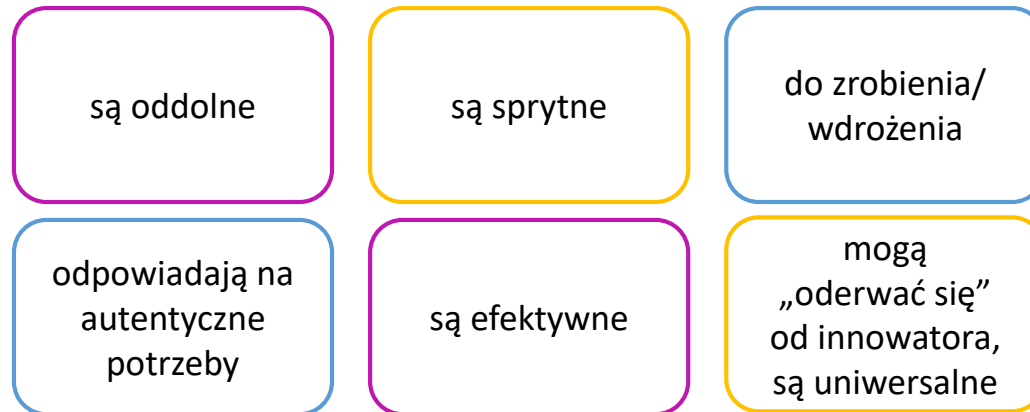 są oddolne
są sprytne
do zrobienia/
wdrożenia
odpowiadają na
autentyczne
potrzeby
są efektywne
mogą
„oderwać się”
od innowatora,
są uniwersalne